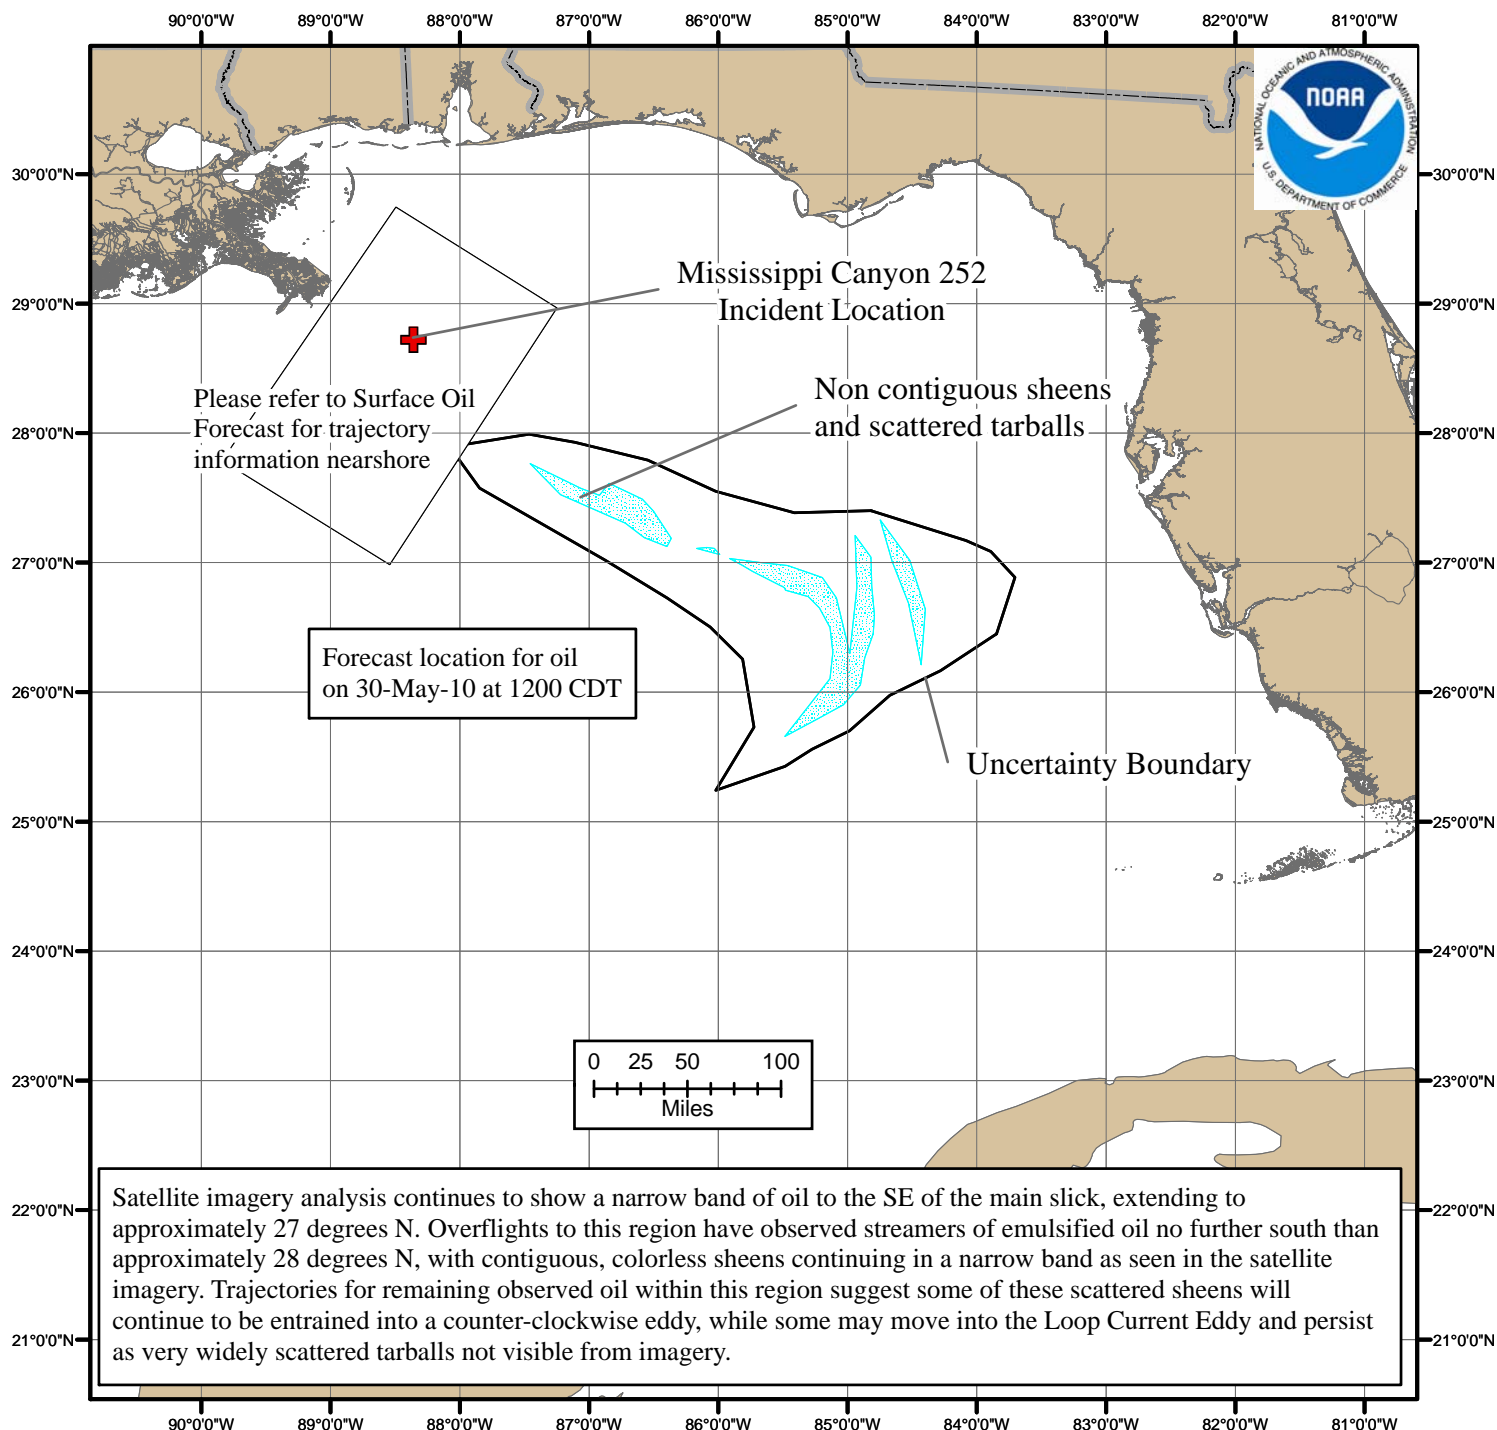 90°0'0"W 89°0'0"W 88°0'0"W 87°0'0"W 86°0'0"W 85°0'0"W 84°0'0"W 83°0'0"W 82°0'0"W 81°0'0"W
NATIONAL OCEANIC AND ATMOSPHERIC ADMINISTRATION
NOAA
U.S. DEPARTMENT OF COMMERCE
30°0'0"N 30°0'0"N
Mississippi Canyon 252
Incident Location
29°0'0"N 29°0'0"N
Non contiguous sheens
and scattered tarballs
Please refer to Surface Oil
Forecast for trajectory
information nearshore
28°0'0"N 28°0'0"N
27°0'0"N 27°0'0"N
Forecast location for oil
on 30-May-10 at 1200 CDT
26°0'0"N 26°0'0"N
Uncertainty Boundary
25°0'0"N 25°0'0"N
24°0'0"N 24°0'0"N
0 25 50 100
Miles
23°0'0"N 23°0'0"N
22°0'0"N 22°0'0"N
Satellite imagery analysis continues to show a narrow band of oil to the SE of the main slick, extending to
approximately 27 degrees N. Overflights to this region have observed streamers of emulsified oil no further south than
approximately 28 degrees N, with contiguous, colorless sheens continuing in a narrow band as seen in the satellite
imagery. Trajectories for remaining observed oil within this region suggest some of these scattered sheens will
continue to be entrained into a counter-clockwise eddy, while some may move into the Loop Current Eddy and persist
as very widely scattered tarballs not visible from imagery.
21°0'0"N 21°0'0"N
90°0'0"W 89°0'0"W 88°0'0"W 87°0'0"W 86°0'0"W 85°0'0"W 84°0'0"W 83°0'0"W 82°0'0"W 81°0'0"W